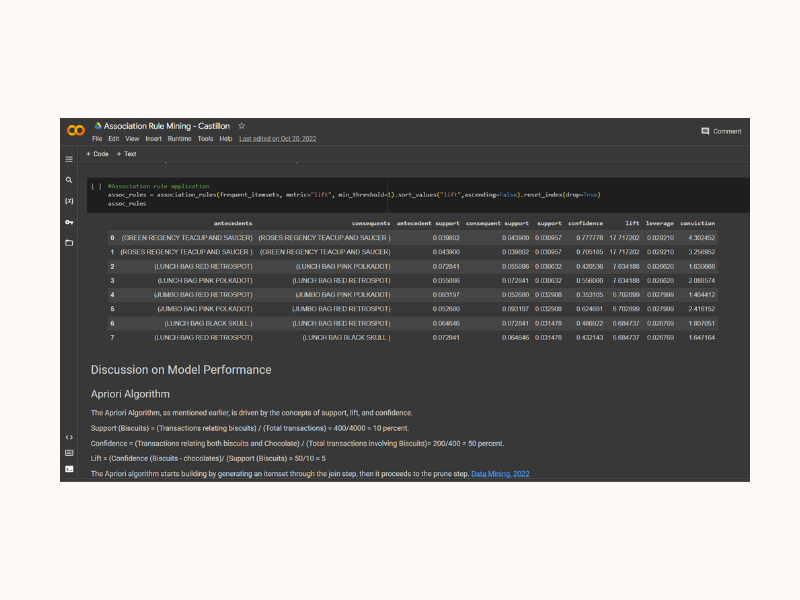 Association Rule Mining - Castillon
Comment
File Edit View Insert Runtime Tools Help Last edited on Oct 20, 2022
+ Code + Text
[ ] #Association rule application
assoc_rules = association_rules(frequent_itemsets, metric="lift", min_threshold=1).sort_values("lift",ascending=False).reset_index(drop=True)
assoc_rules
antecedents consequents antecedent support consequent support support confidence lift leverage conviction
0 (GREEN REGENCY TEACUP AND SAUCER) (ROSES REGENCY TEACUP AND SAUCER ) 0.039802 0.043900 0.030957 0.777778 17.717202 0.029210 4.302452
1 (ROSES REGENCY TEACUP AND SAUCER ) (GREEN REGENCY TEACUP AND SAUCER) 0.043900 0.039802 0.030957 0.705185 17.717202 0.029210 3.256952
2 (LUNCH BAG RED RETROSPOT) (LUNCH BAG PINK POLKADOT) 0.072841 0.055086 0.030632 0.420536 7.634188 0.026620 1.630668
3 (LUNCH BAG PINK POLKADOT) (LUNCH BAG RED RETROSPOT) 0.055086 0.072841 0.030632 0.556080 7.634188 0.026620 2.088574
4 (JUMBO BAG RED RETROSPOT) (JUMBO BAG PINK POLKADOT) 0.093197 0.052680 0.032908 0.353105 6.702899 0.027999 1.464412
5 (JUMBO BAG PINK POLKADOT) (JUMBO BAG RED RETROSPOT) 0.052680 0.093197 0.032908 0.624691 6.702899 0.027999 2.416152
6 (LUNCH BAG BLACK SKULL.) (LUNCH BAG RED RETROSPOT) 0.064646 0.072841 0.031478 0.486922 6.684737 0.026769 1.807051
7 (LUNCH BAG RED RETROSPOT) (LUNCH BAG BLACK SKULL.) 0.072841 0.064646 0.031478 0.432143 6.684737 0.026769 1.647164
Discussion on Model Performance
Apriori Algorithm
The Apriori Algorithm, as mentioned earlier, is driven by the concepts of support, lift, and confidence.
Support (Biscuits) = (Transactions relating biscuits) / (Total transactions) = 400/4000 = 10 percent.
Confidence = (Transactions relating both biscuits and Chocolate) / (Total transactions involving Biscuits)= 200/400 = 50 percent.
Lift = (Confidence (Biscuits - chocolates)/ (Support (Biscuits) = 50/10 = 5
The Apriori algorithm starts building by generating an itemset through the join step, then it proceeds to the prune step. Data Mining, 2022